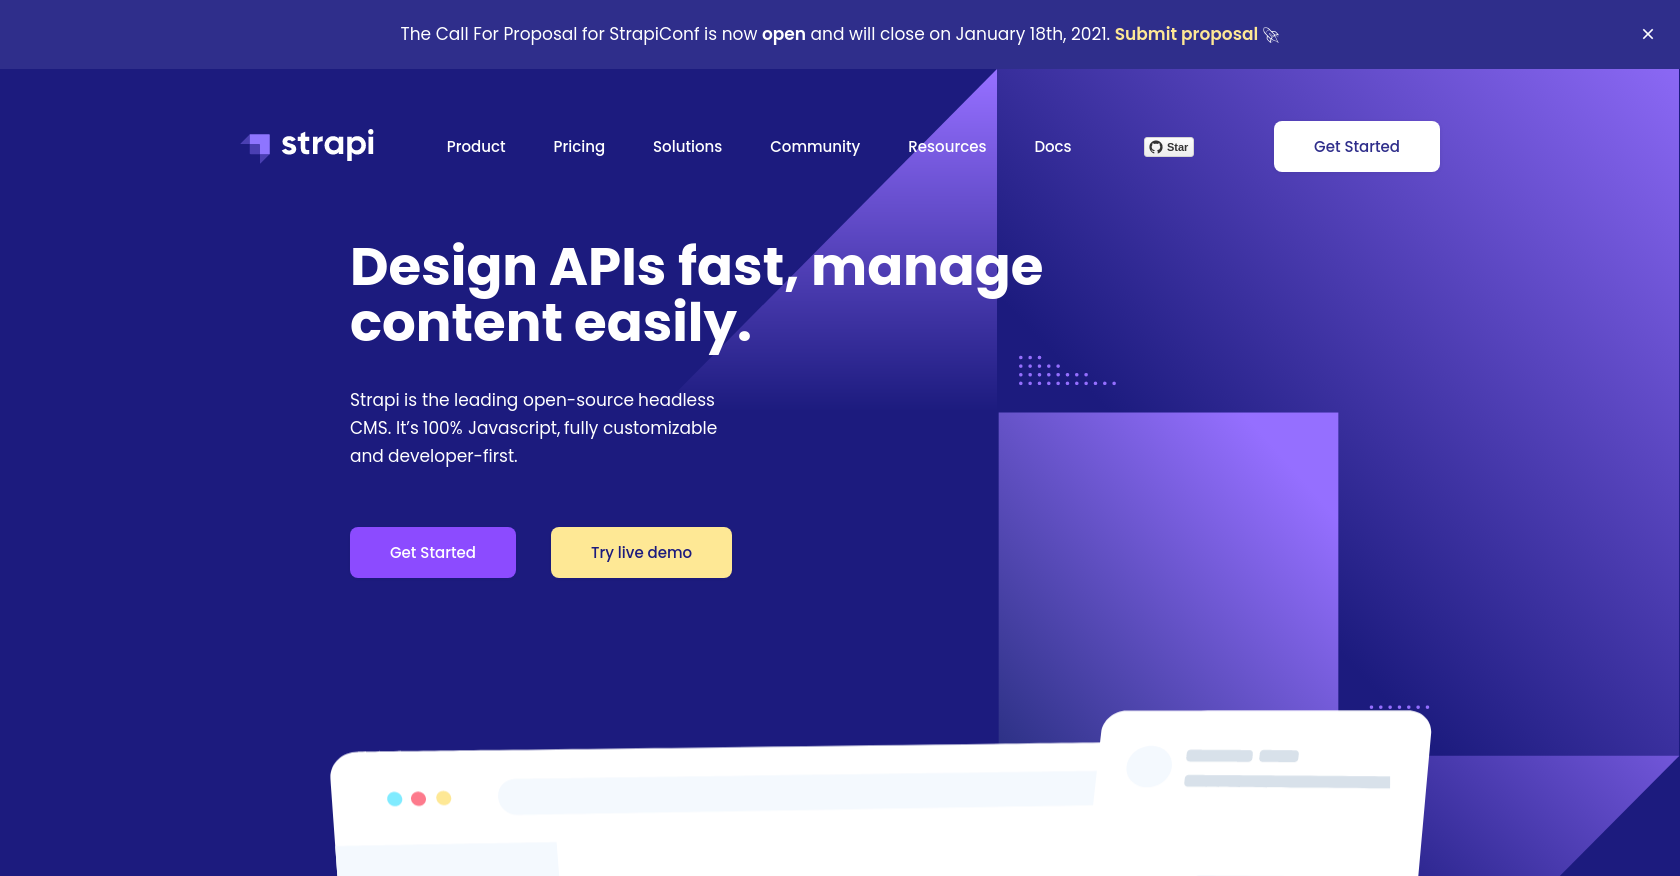 The Call For Proposal for StrapiConf is now open and will close on January 18th, 2021. Submit proposal 🚀
✕
strapi
Product Pricing Solutions Community Resources Docs Star Get Started
Design APIs fast, manage
content easily.
Strapi is the leading open-source headless
CMS. It’s 100% Javascript, fully customizable
and developer-first.
Get Started Try live demo